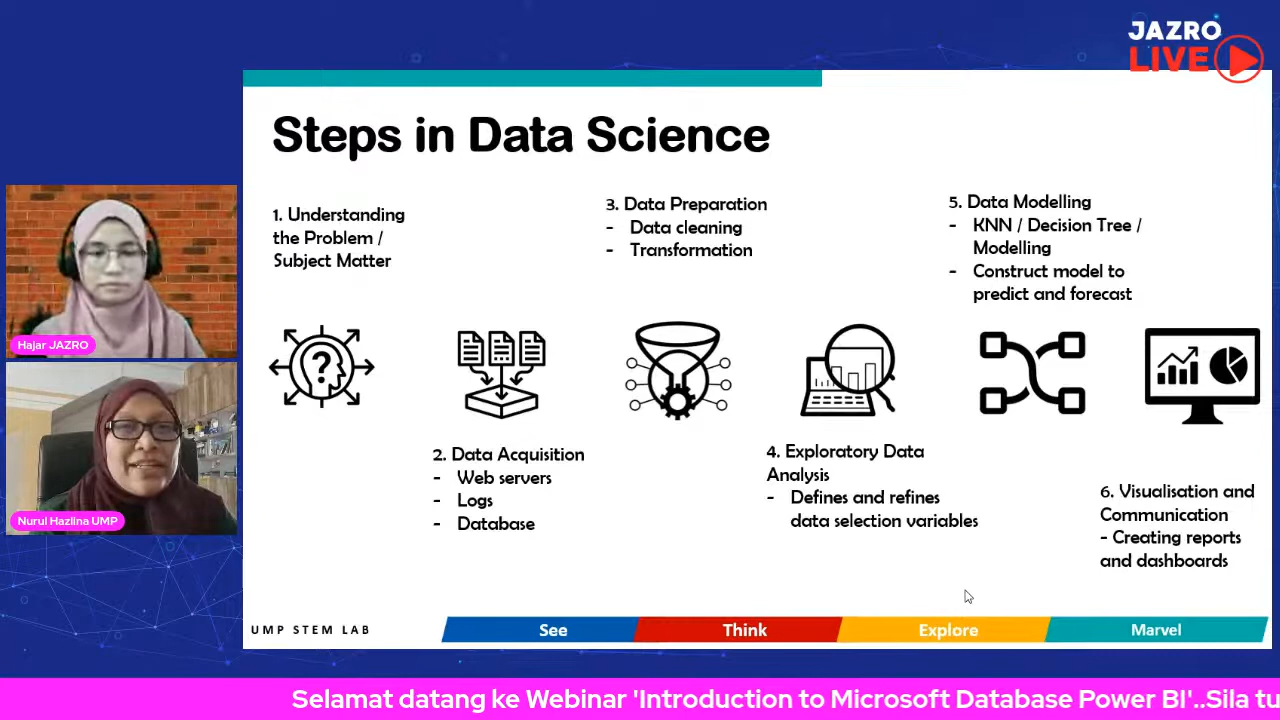 JAZRO
LIVE
Steps in Data Science
1. Understanding
the Problem /
Subject Matter
3. Data Preparation
- Data cleaning
- Transformation
5. Data Modelling
- KNN / Decision Tree /
Modelling
- Construct model to
predict and forecast
Hajar JAZRO
2. Data Acquisition
- Web servers
- Logs
- Database
4. Exploratory Data
Analysis
- Defines and refines
data selection variables
6. Visualisation and
Communication
- Creating reports
and dashboards
Nurul Hazlina UMP
UMP STEM LAB
See
Think
Explore
Marvel
Selamat datang ke Webinar 'Introduction to Microsoft Database Power BI'..Sila tu